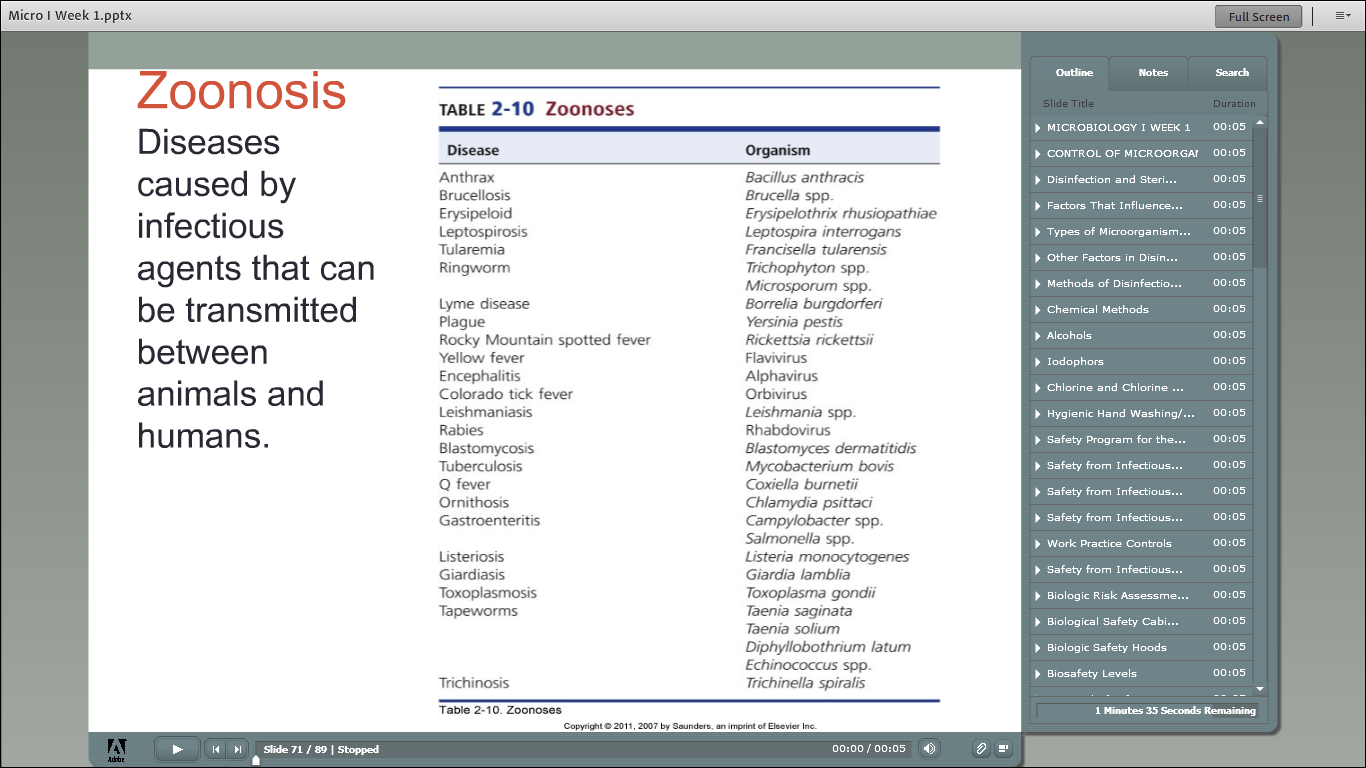 Micro I Week 1.pptx
Full Screen
Zoonosis
Diseases
caused by
infectious
agents that can
be transmitted
between
animals and
humans.
TABLE 2-10 Zoonoses
Disease Organism
Anthrax Bacillus anthracis
Brucellosis Brucella spp.
Erysipeloid Erysipelothrix rhusiopathiae
Leptospirosis Leptospira interrogans
Tularemia Francisella tularensis
Ringworm Trichophyton spp.
Microsporum spp.
Lyme disease Borrelia burgdorferi
Plague Yersinia pestis
Rocky Mountain spotted fever Rickettsia rickettsii
Yellow fever Flavivirus
Encephalitis Alphavirus
Colorado tick fever Orbivirus
Leishmaniasis Leishmania spp.
Rabies Rhabdovirus
Blastomycosis Blastomyces dermatitidis
Tuberculosis Mycobacterium bovis
Q fever Coxiella burnetii
Ornithosis Chlamydia psittaci
Gastroenteritis Campylobacter spp.
Salmonella spp.
Listeriosis Listeria monocytogenes
Giardiasis Giardia lamblia
Toxoplasmosis Toxoplasma gondii
Tapeworms Taenia saginata
Taenia solium
Diphyllobothrium latum
Echinococcus spp.
Trichinosis Trichinella spiralis
Table 2-10. Zoonoses
Copyright © 2011, 2007 by Saunders, an imprint of Elsevier Inc.
Outline Notes Search
Slide Title Duration
MICROBIOLOGY I WEEK 1 00:05
CONTROL OF MICROORGAN 00:05
Disinfection and Steri... 00:05
Factors That Influence... 00:05
Types of Microorganism... 00:05
Other Factors in Disin... 00:05
Methods of Disinfectio... 00:05
Chemical Methods 00:05
Alcohols 00:05
Iodophors 00:05
Chlorine and Chlorine ... 00:05
Hygienic Hand Washing/... 00:05
Safety Program for the... 00:05
Safety from Infectious... 00:05
Safety from Infectious... 00:05
Safety from Infectious... 00:05
Work Practice Controls 00:05
Safety from Infectious... 00:05
Biologic Risk Assessme... 00:05
Biological Safety Cabi... 00:05
Biologic Safety Hoods 00:05
Biosafety Levels 00:05
1 Minutes 35 Seconds Remaining
Adobe
Slide 71 / 89 | Stopped 00:00 / 00:05